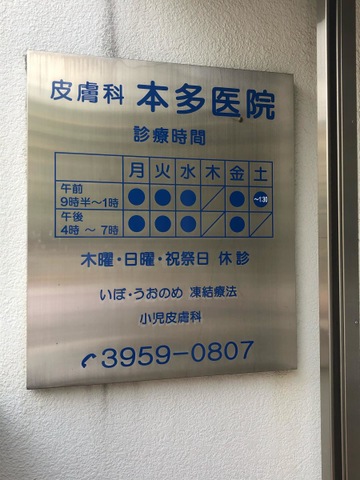 皮膚科 本多医院
診療時間
月 火 水 木 金 土
午前 9時半〜1時 ● ● ● ／ ● 〜1:30
午後 4時 〜 7時 ● ● ● ／ ● ／
木曜・日曜・祝祭日 休診
いぼ・うおのめ 凍結療法
小児皮膚科
3959-0807